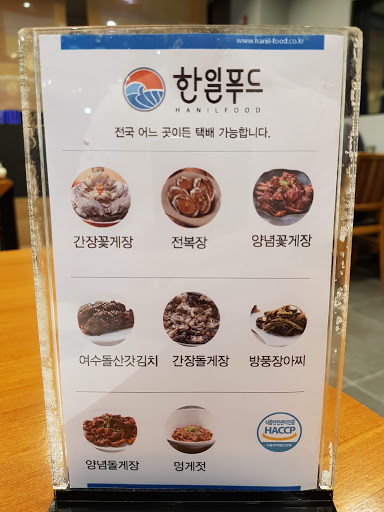 www.hanil-food.co.kr
한일푸드
HANILFOOD
전국 어느 곳이든 택배 가능합니다.
간장꽃게장 전복장 양념꽃게장
여수돌산갓김치 간장돌게장 방풍장아찌
양념돌게장 멍게젓
HACCP